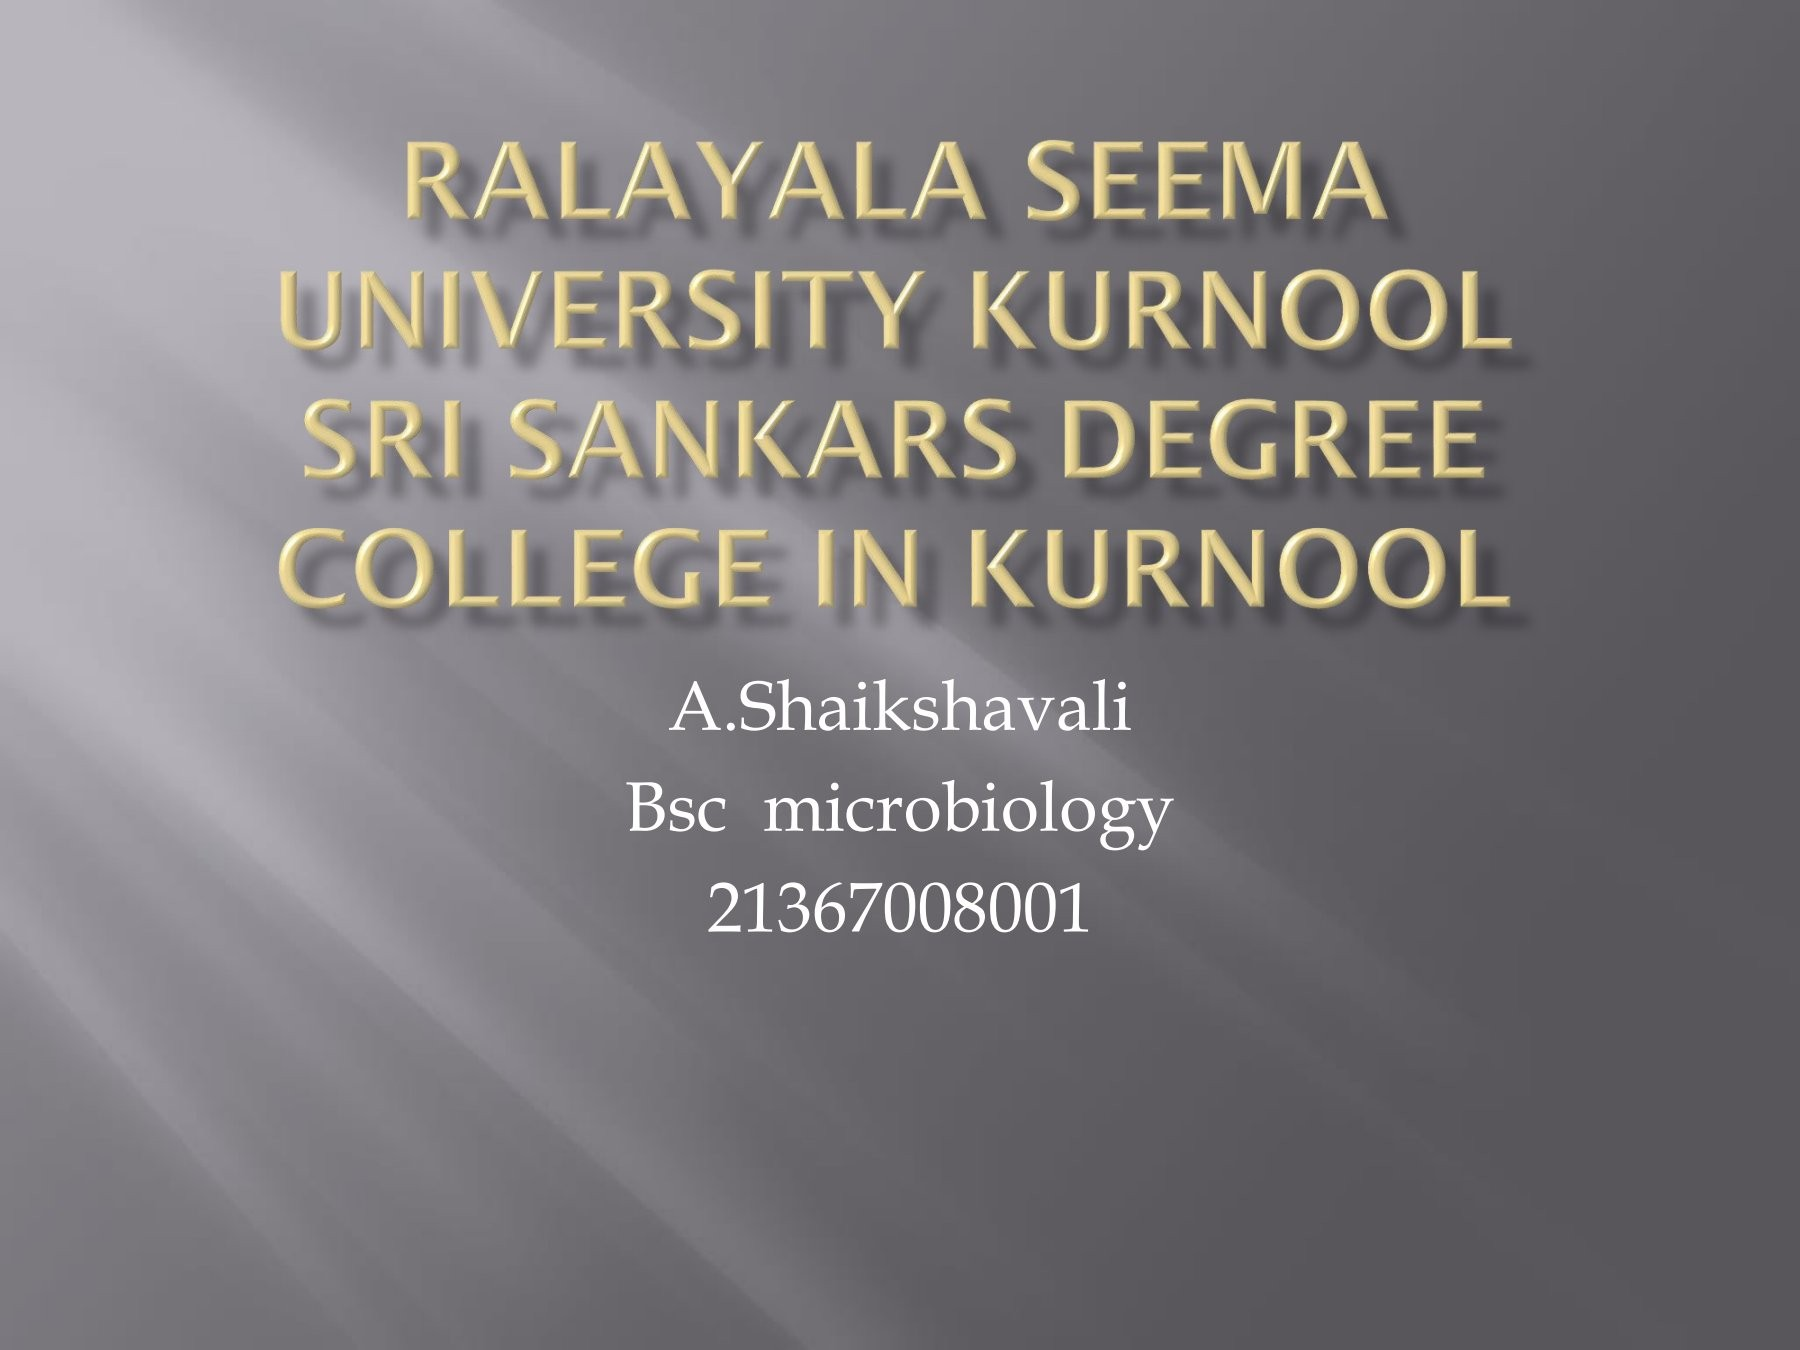 RALAYALA SEEMA
UNIVERSITY KURNOOL
SRI SANKARS DEGREE
COLLEGE IN KURNOOL
A.Shaikshavali
Bsc  microbiology
21367008001